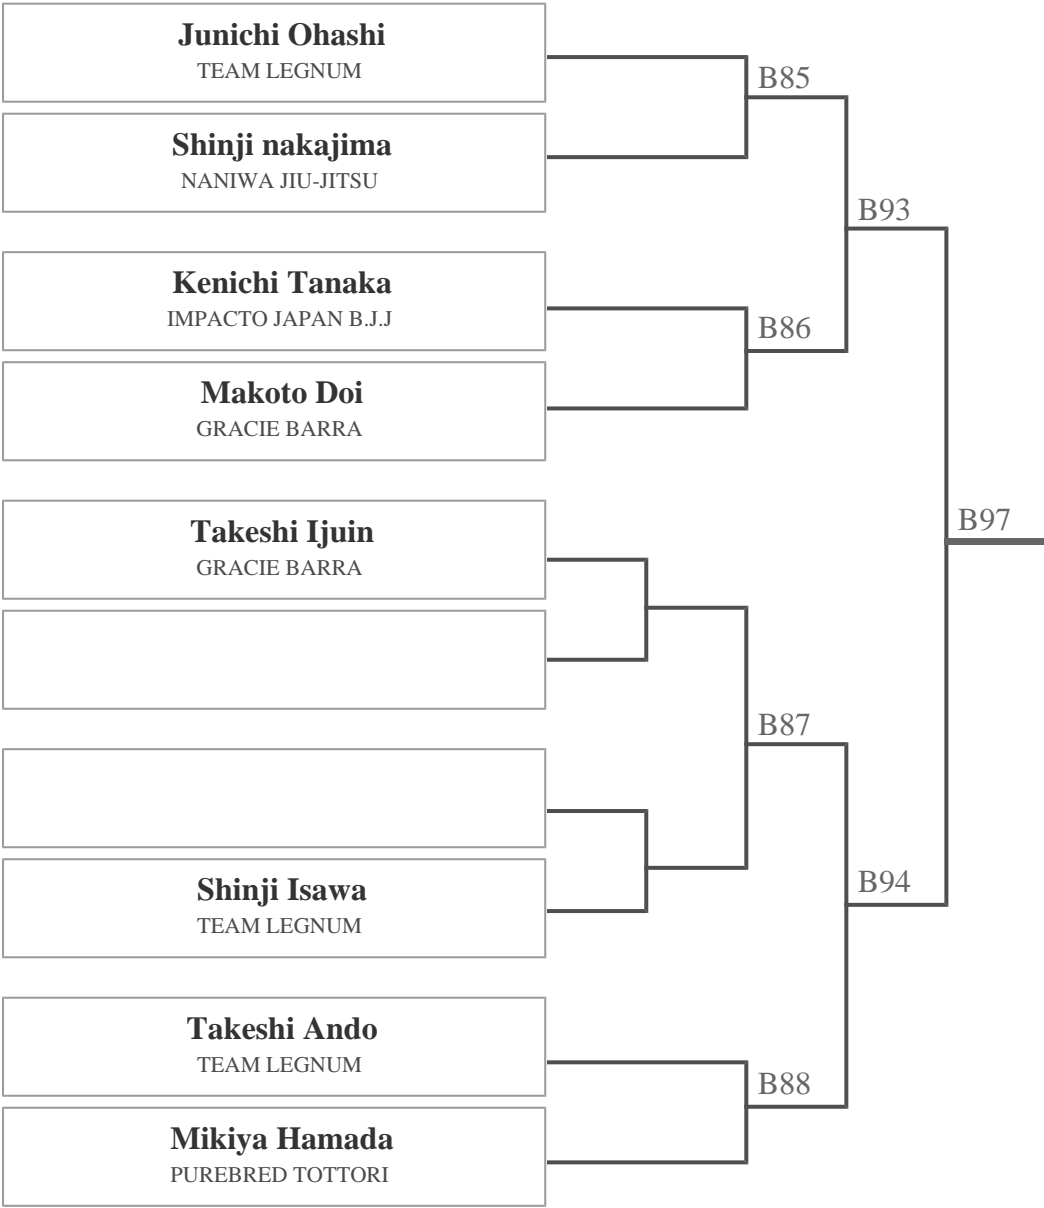 Junichi Ohashi
TEAM LEGNUM
B85
Shinji nakajima
NANIWA JIU-JITSU
B93
Kenichi Tanaka
IMPACTO JAPAN B.J.J
B86
Makoto Doi
GRACIE BARRA
Takeshi Ijuin
GRACIE BARRA
B97
B87
Shinji Isawa
TEAM LEGNUM
B94
Takeshi Ando
TEAM LEGNUM
B88
Mikiya Hamada
PUREBRED TOTTORI